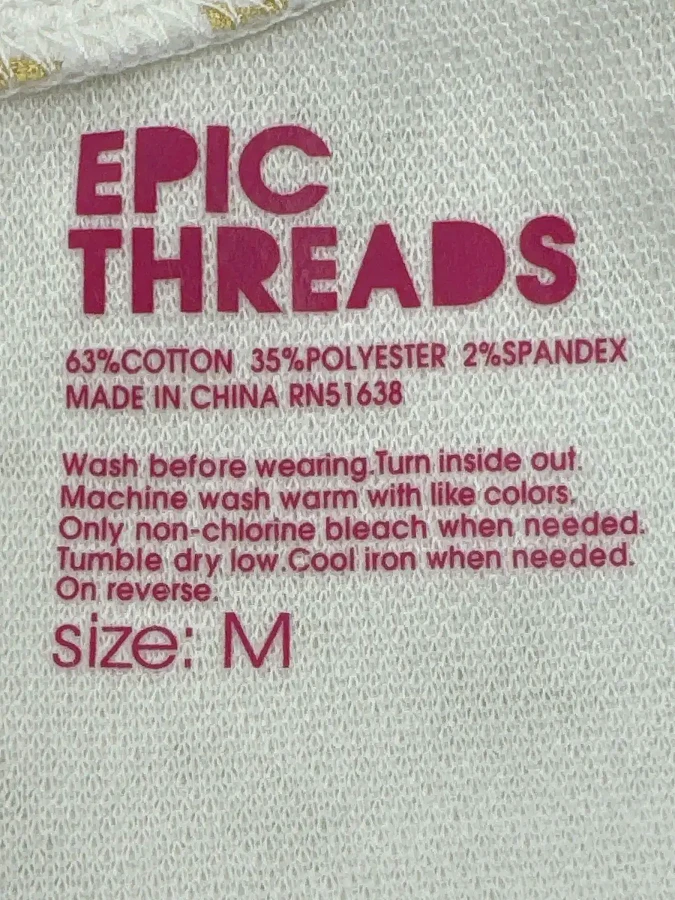 EPIC
THREADS
63%COTTON 35%POLYESTER 2%SPANDEX
MADE IN CHINA RN51638
Wash before wearing.Turn inside out.
Machine wash warm with like colors.
Only non-chlorine bleach when needed.
Tumble dry low.Cool iron when needed.
On reverse.
size: M